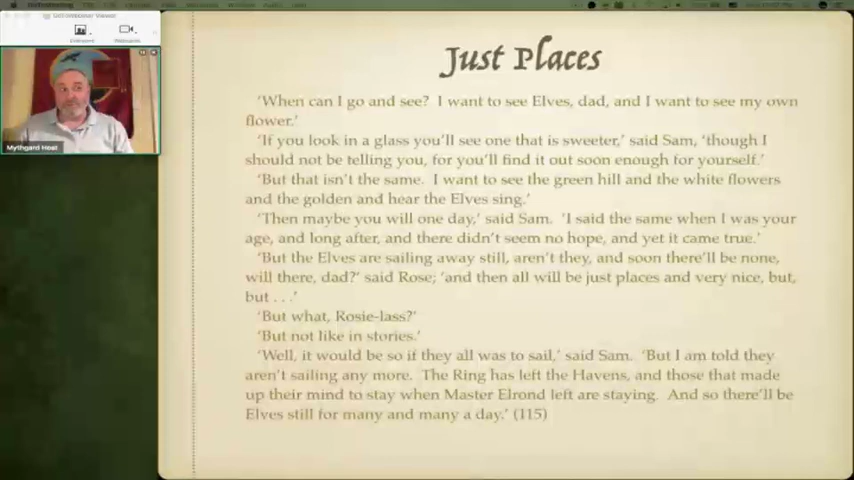 Just Places
'When can I go and see?  I want to see Elves, dad, and I want to see my own
flower.'
'If you look in a glass you'll see one that is sweeter,' said Sam, 'though I
should not be telling you, for you'll find it out soon enough for yourself.'
'But that isn't the same.  I want to see the green hill and the white flowers
and the golden and hear the Elves sing.'
'Then maybe you will one day,' said Sam.  'I said the same when I was your
age, and long after, and there didn't seem no hope, and yet it came true.'
'But the Elves are sailing away still, aren't they, and soon there'll be none,
will there, dad?' said Rose; 'and then all will be just places and very nice, but,
but . . .'
'But what, Rosie-lass?'
'But not like in stories.'
'Well, it would be so if they all was to sail,' said Sam.  'But I am told they
aren't sailing any more.  The Ring has left the Havens, and those that made
up their mind to stay when Master Elrond left are staying.  And so there'll be
Elves still for many and many a day.' (115)
Mythgard Host